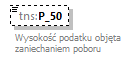 tns:P_50
Wysokość podatku objęta
zaniechaniem poboru